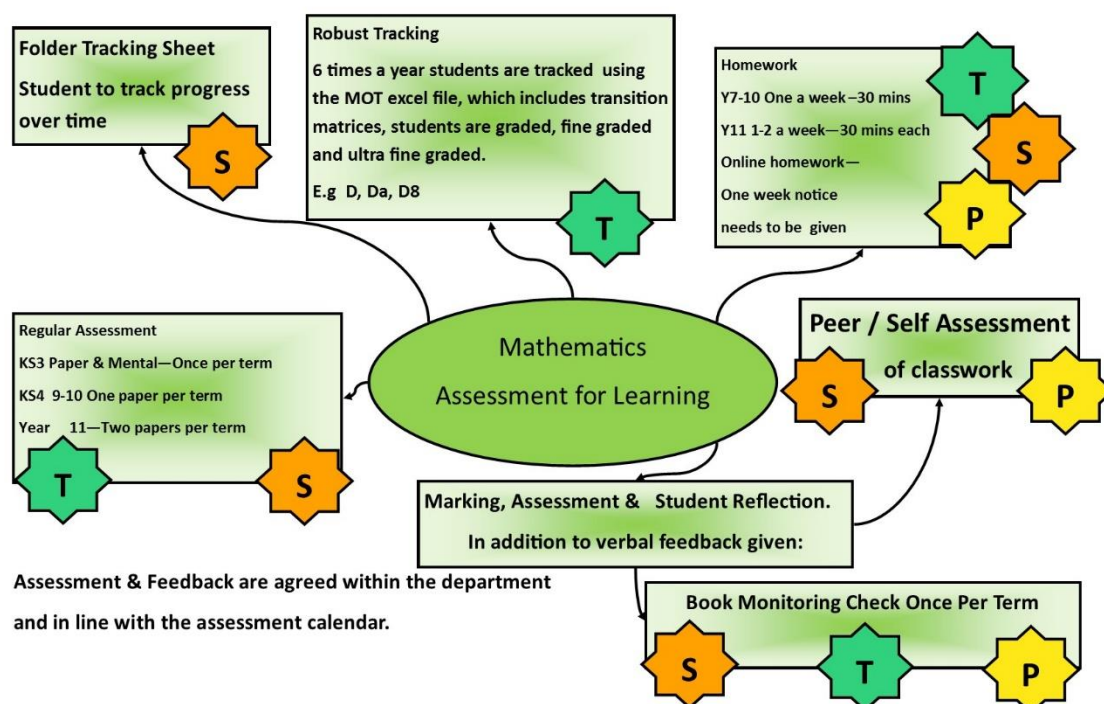 Folder Tracking Sheet
Student to track progress
over time
S
Robust Tracking
6 times a year students are tracked using
the MOT excel file, which includes transition
matrices, students are graded, fine graded
and ultra fine graded.
E.g D, Da, D8
T
Homework
Y7-10 One a week –30 mins
Y11 1-2 a week—30 mins each
Online homework—
One week notice
needs to be given
T
S
P
Regular Assessment
KS3 Paper & Mental—Once per term
KS4 9-10 One paper per term
Year 11—Two papers per term
T
S
Mathematics
Assessment for Learning
Peer / Self Assessment
of classwork
S
P
Marking, Assessment & Student Reflection.
In addition to verbal feedback given:
Assessment & Feedback are agreed within the department
and in line with the assessment calendar.
Book Monitoring Check Once Per Term
S
T
P